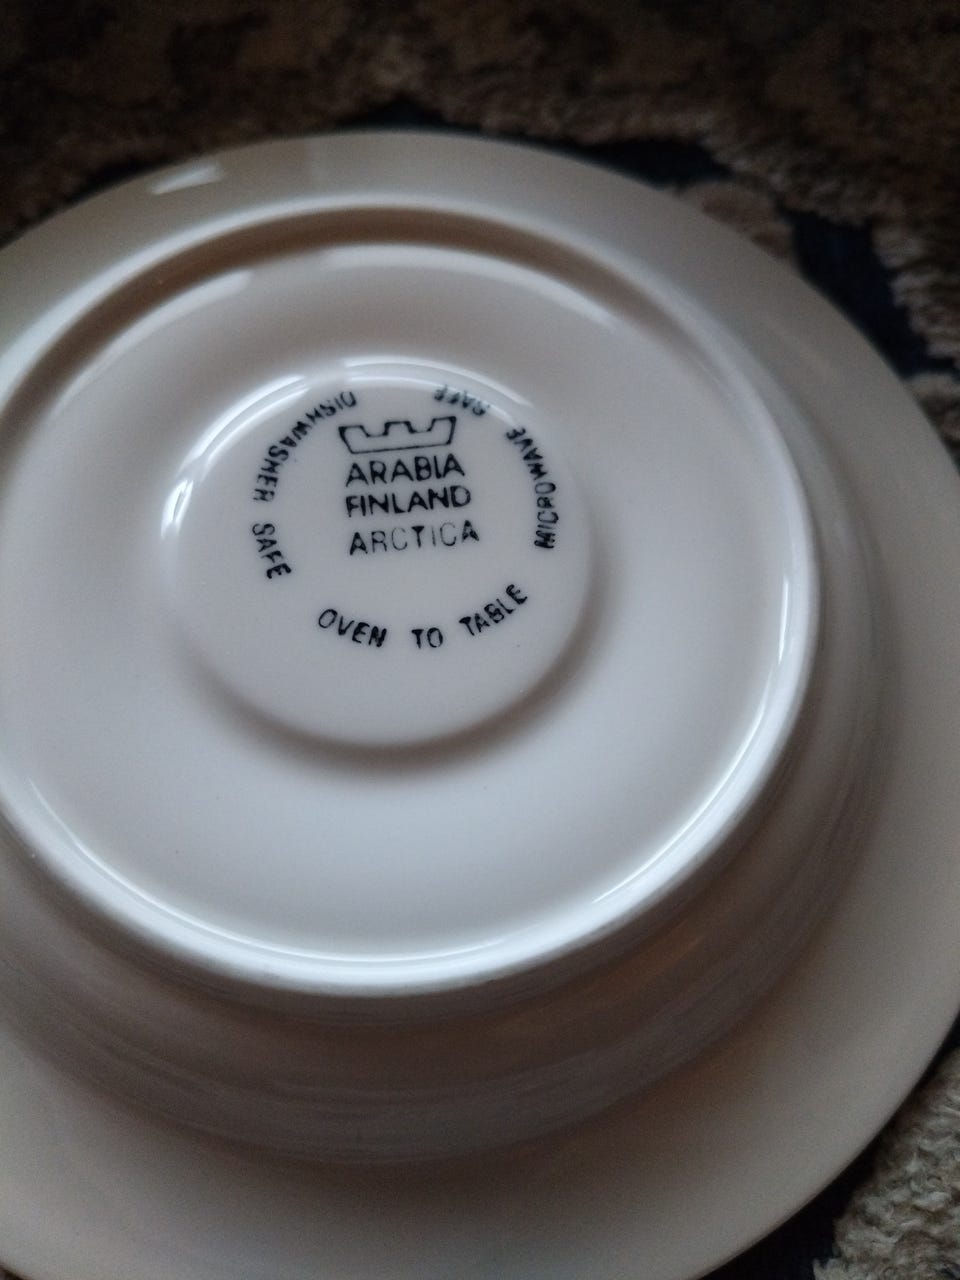 ARABIA
FINLAND
ARCTICA
DISHWASHER SAFE
OVEN TO TABLE
MICROWAVE SAFE